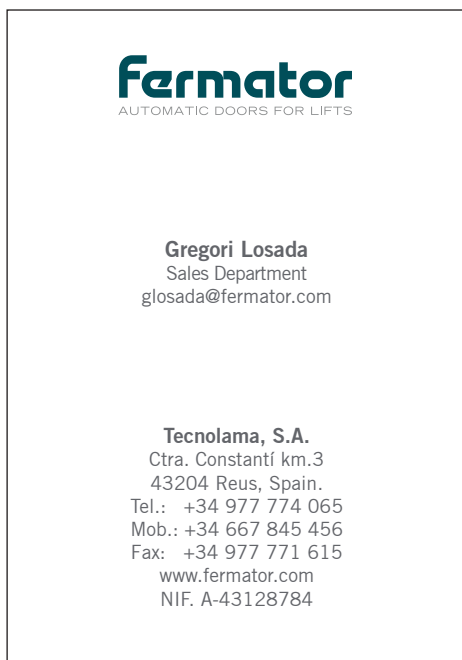 fermator
AUTOMATIC DOORS FOR LIFTS
Gregori Losada
Sales Department
glosada@fermator.com
Tecnolama, S.A.
Ctra. Constantí km.3
43204 Reus, Spain.
Tel.: +34 977 774 065
Mob.: +34 667 845 456
Fax: +34 977 771 615
www.fermator.com
NIF. A-43128784